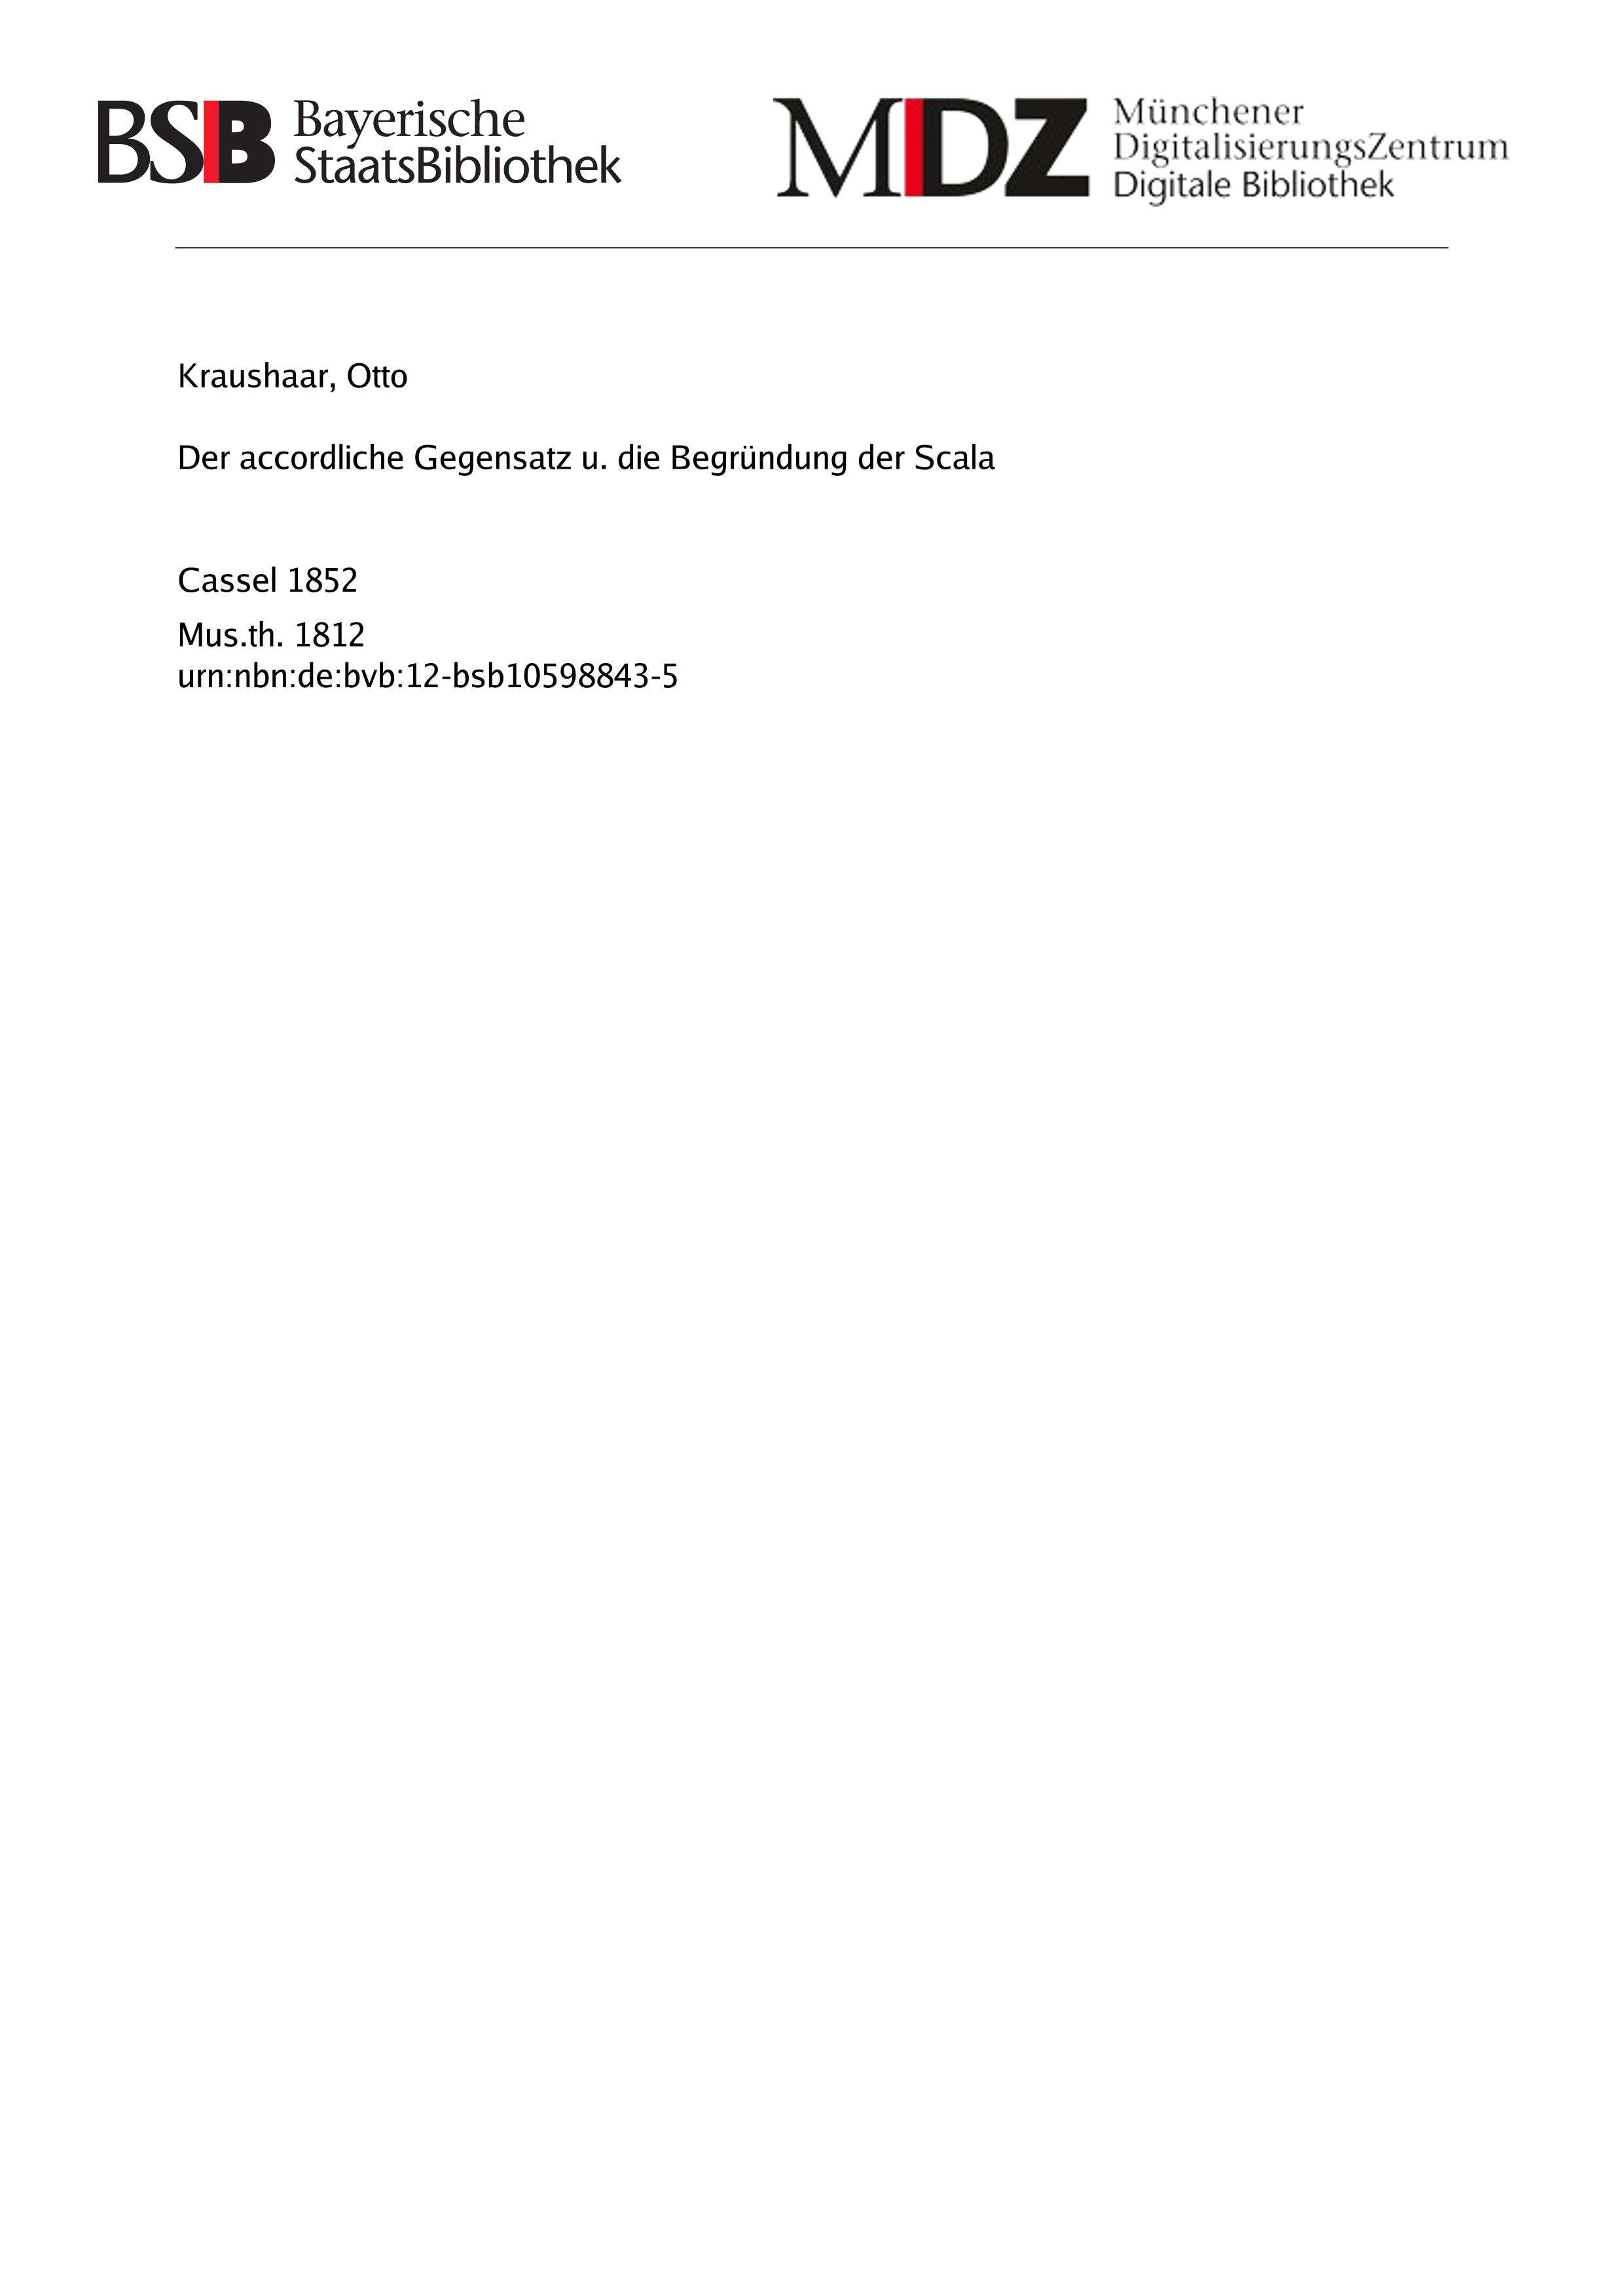 BSB Bayerische
StaatsBibliothek
MDZ Münchener
DigitalisierungsZentrum
Digitale Bibliothek
Kraushaar, Otto
Der accordliche Gegensatz u. die Begründung der Scala
Cassel 1852
Mus.th. 1812
urn:nbn:de:bvb:12-bsb10598843-5